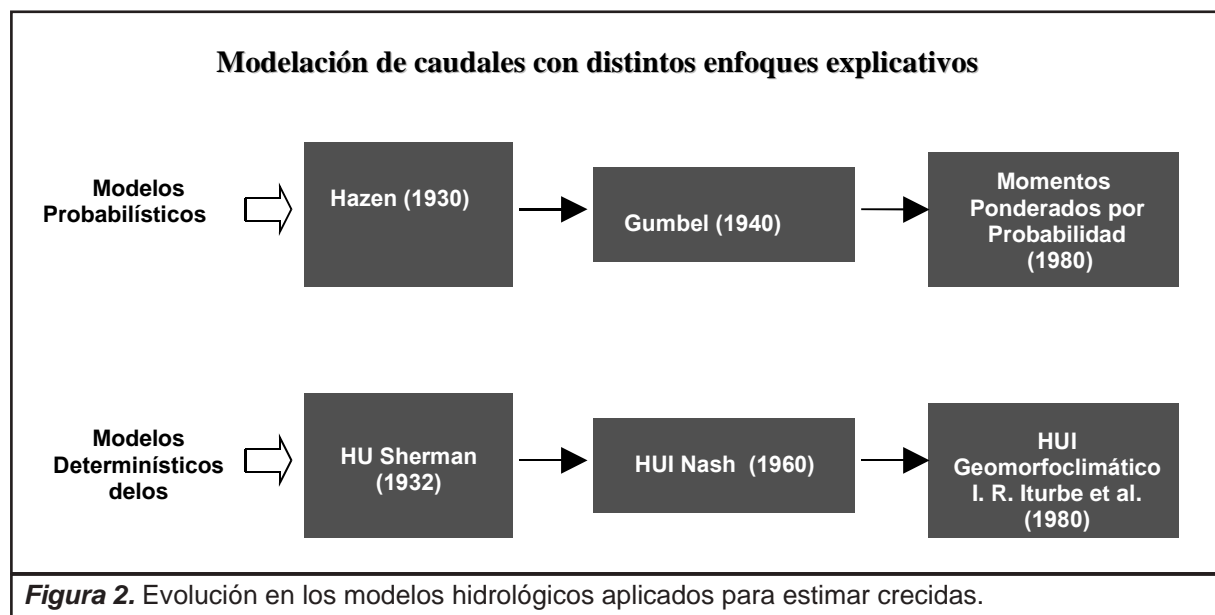 Modelación de caudales con distintos enfoques explicativos
Modelos
Probabilísticos
Hazen (1930)
Gumbel (1940)
Momentos
Ponderados por
Probabilidad
(1980)
Modelos
Determinísticos
delos
HU Sherman
(1932)
HUI Nash (1960)
HUI
Geomorfoclimático
I. R. Iturbe et al.
(1980)
Figura 2. Evolución en los modelos hidrológicos aplicados para estimar crecidas.